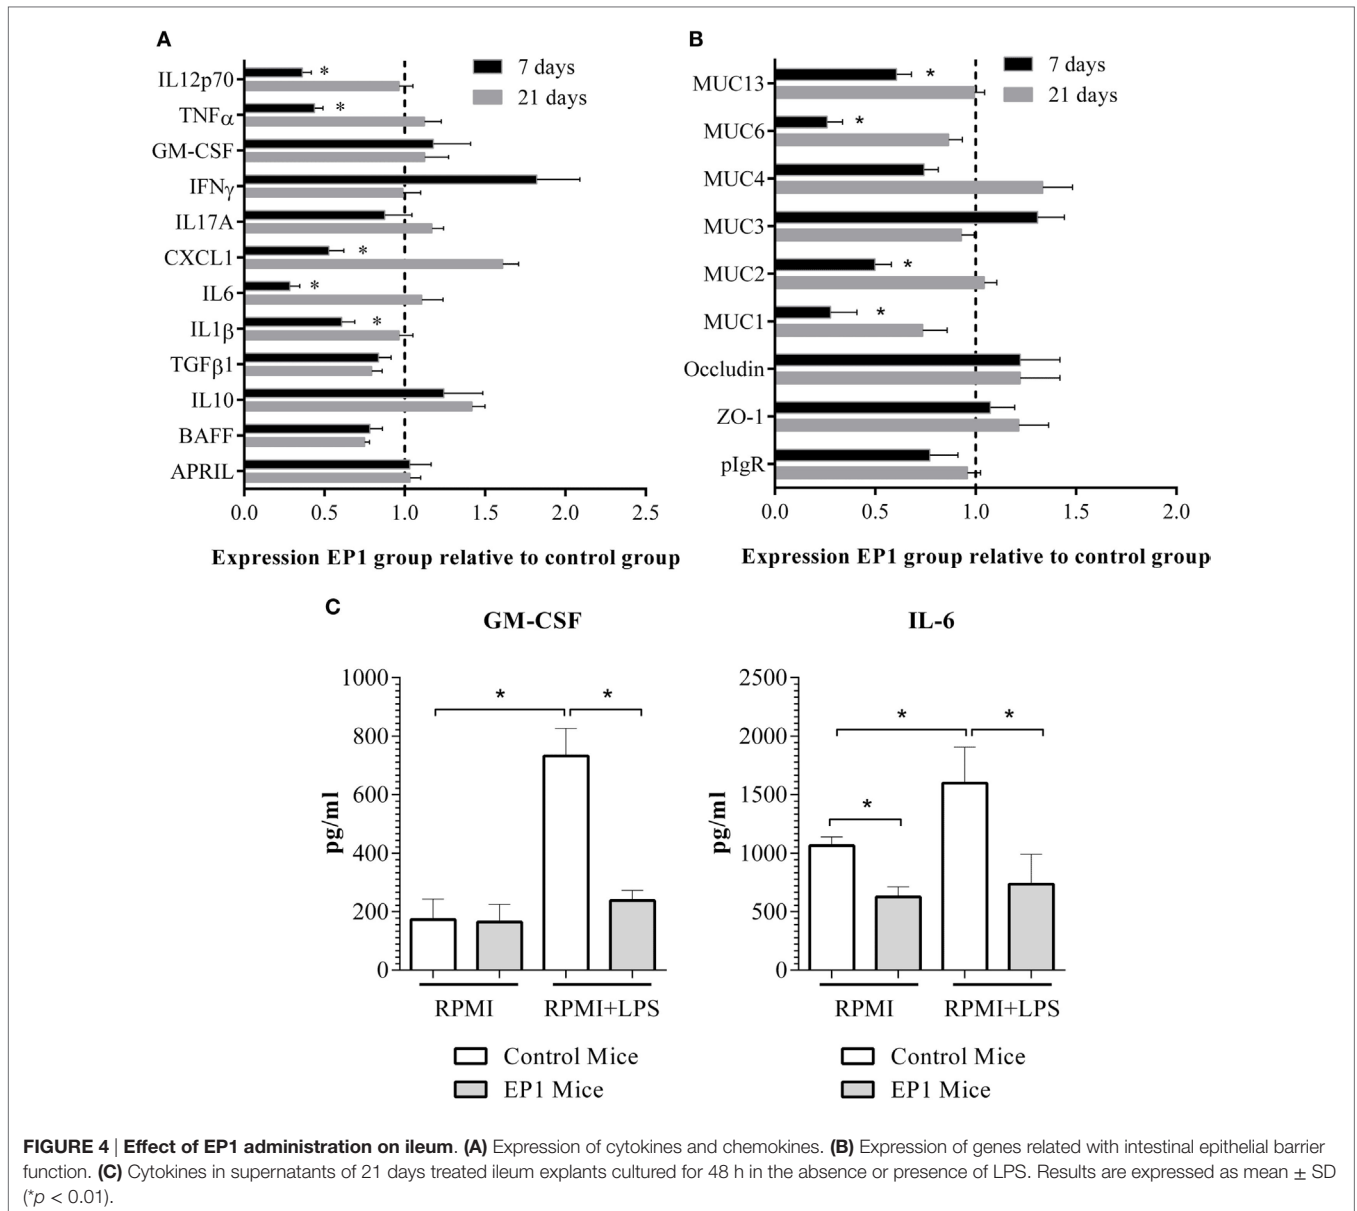 A
IL12p70
TNFα
GM-CSF
IFNγ
IL17A
CXCL1
IL6
IL1β
TGFβ1
IL10
BAFF
APRIL
* 
*
*
*
*
7 days
21 days
0.0 0.5 1.0 1.5 2.0 2.5
Expression EP1 group relative to control group
B
MUC13
MUC6
MUC4
MUC3
MUC2
MUC1
Occludin
ZO-1
pIgR
*
*
*
*
7 days
21 days
0.0 0.5 1.0 1.5 2.0
Expression EP1 group relative to control group
C
GM-CSF
pg/ml
1000
800
600
400
200
0
* *
RPMI RPMI+LPS
Control Mice
EP1 Mice
IL-6
pg/ml
2500
2000
1500
1000
500
0
* *
*
RPMI RPMI+LPS
Control Mice
EP1 Mice
FIGURE 4 | Effect of EP1 administration on ileum. (A) Expression of cytokines and chemokines. (B) Expression of genes related with intestinal epithelial barrier
function. (C) Cytokines in supernatants of 21 days treated ileum explants cultured for 48 h in the absence or presence of LPS. Results are expressed as mean ± SD
(*p < 0.01).